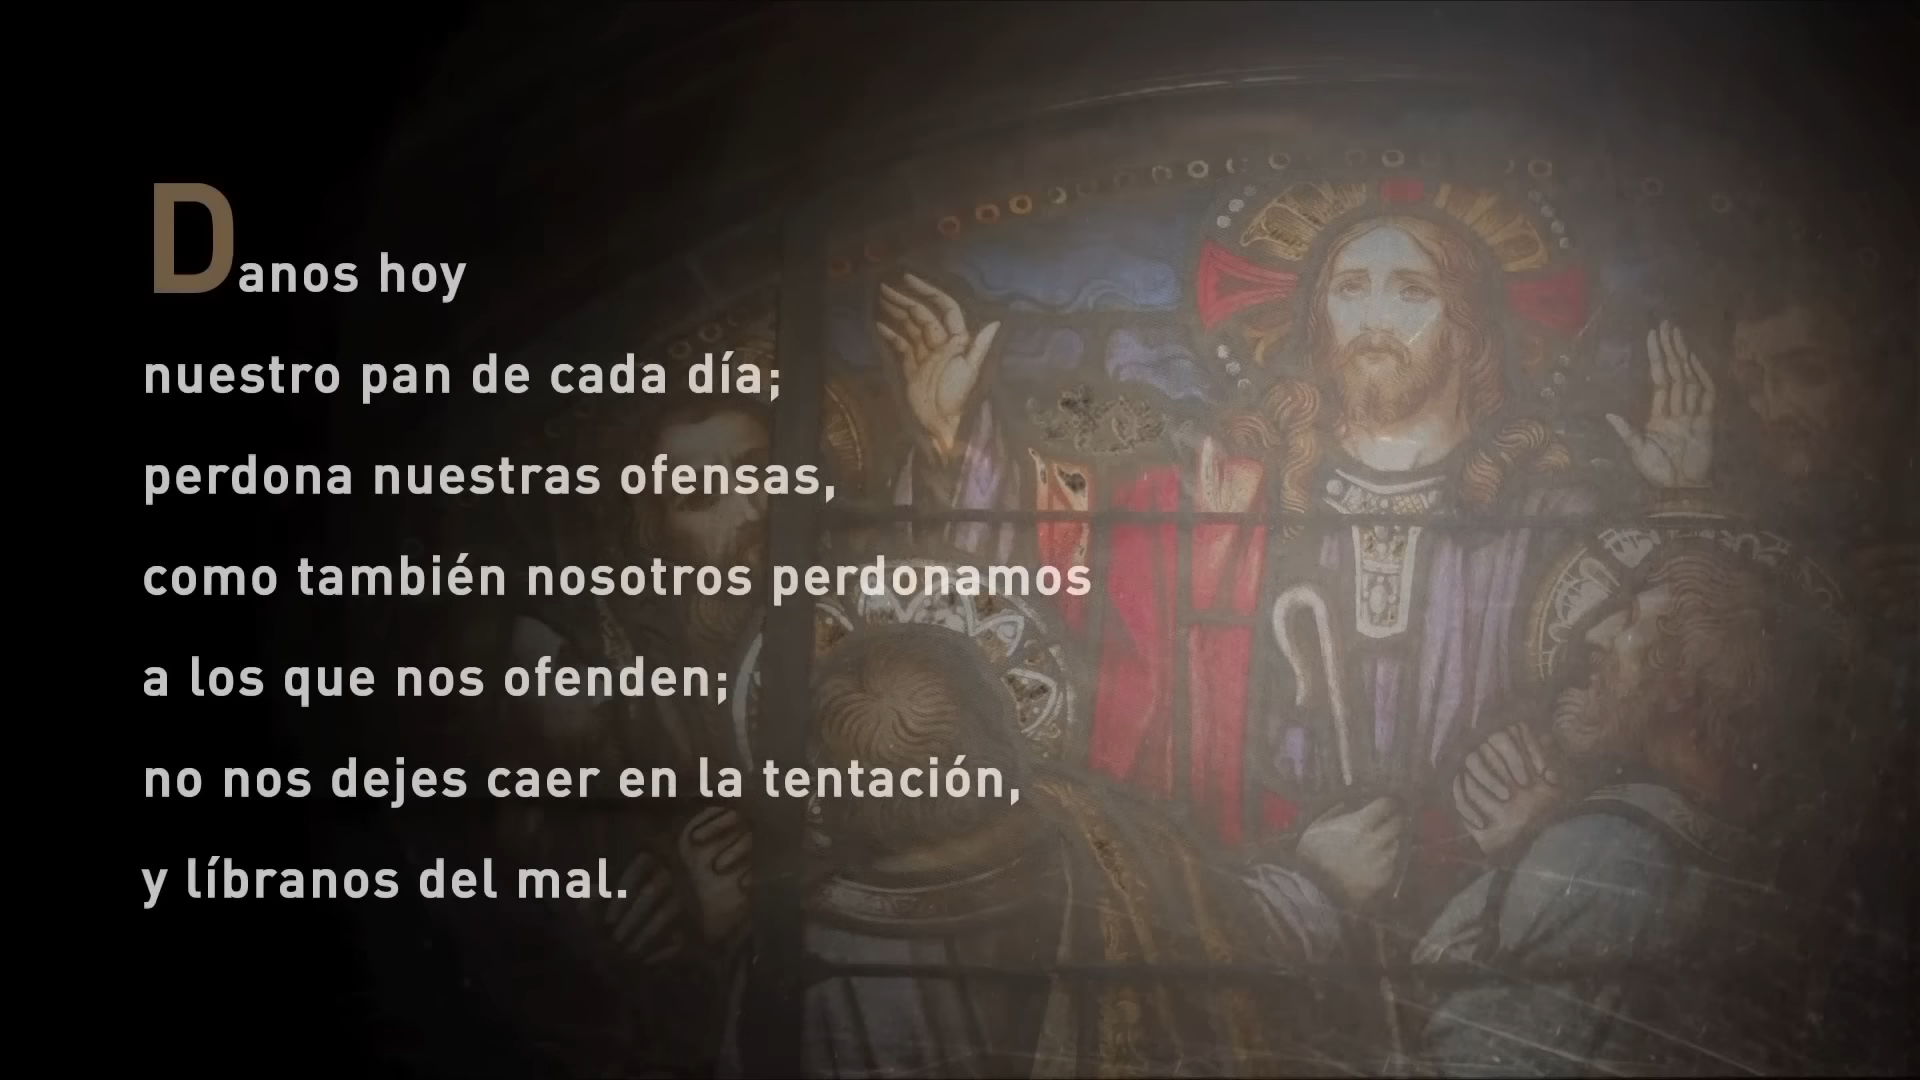 Danos hoy
nuestro pan de cada día;
perdona nuestras ofensas,
como también nosotros perdonamos
a los que nos ofenden;
no nos dejes caer en la tentación,
y líbranos del mal.